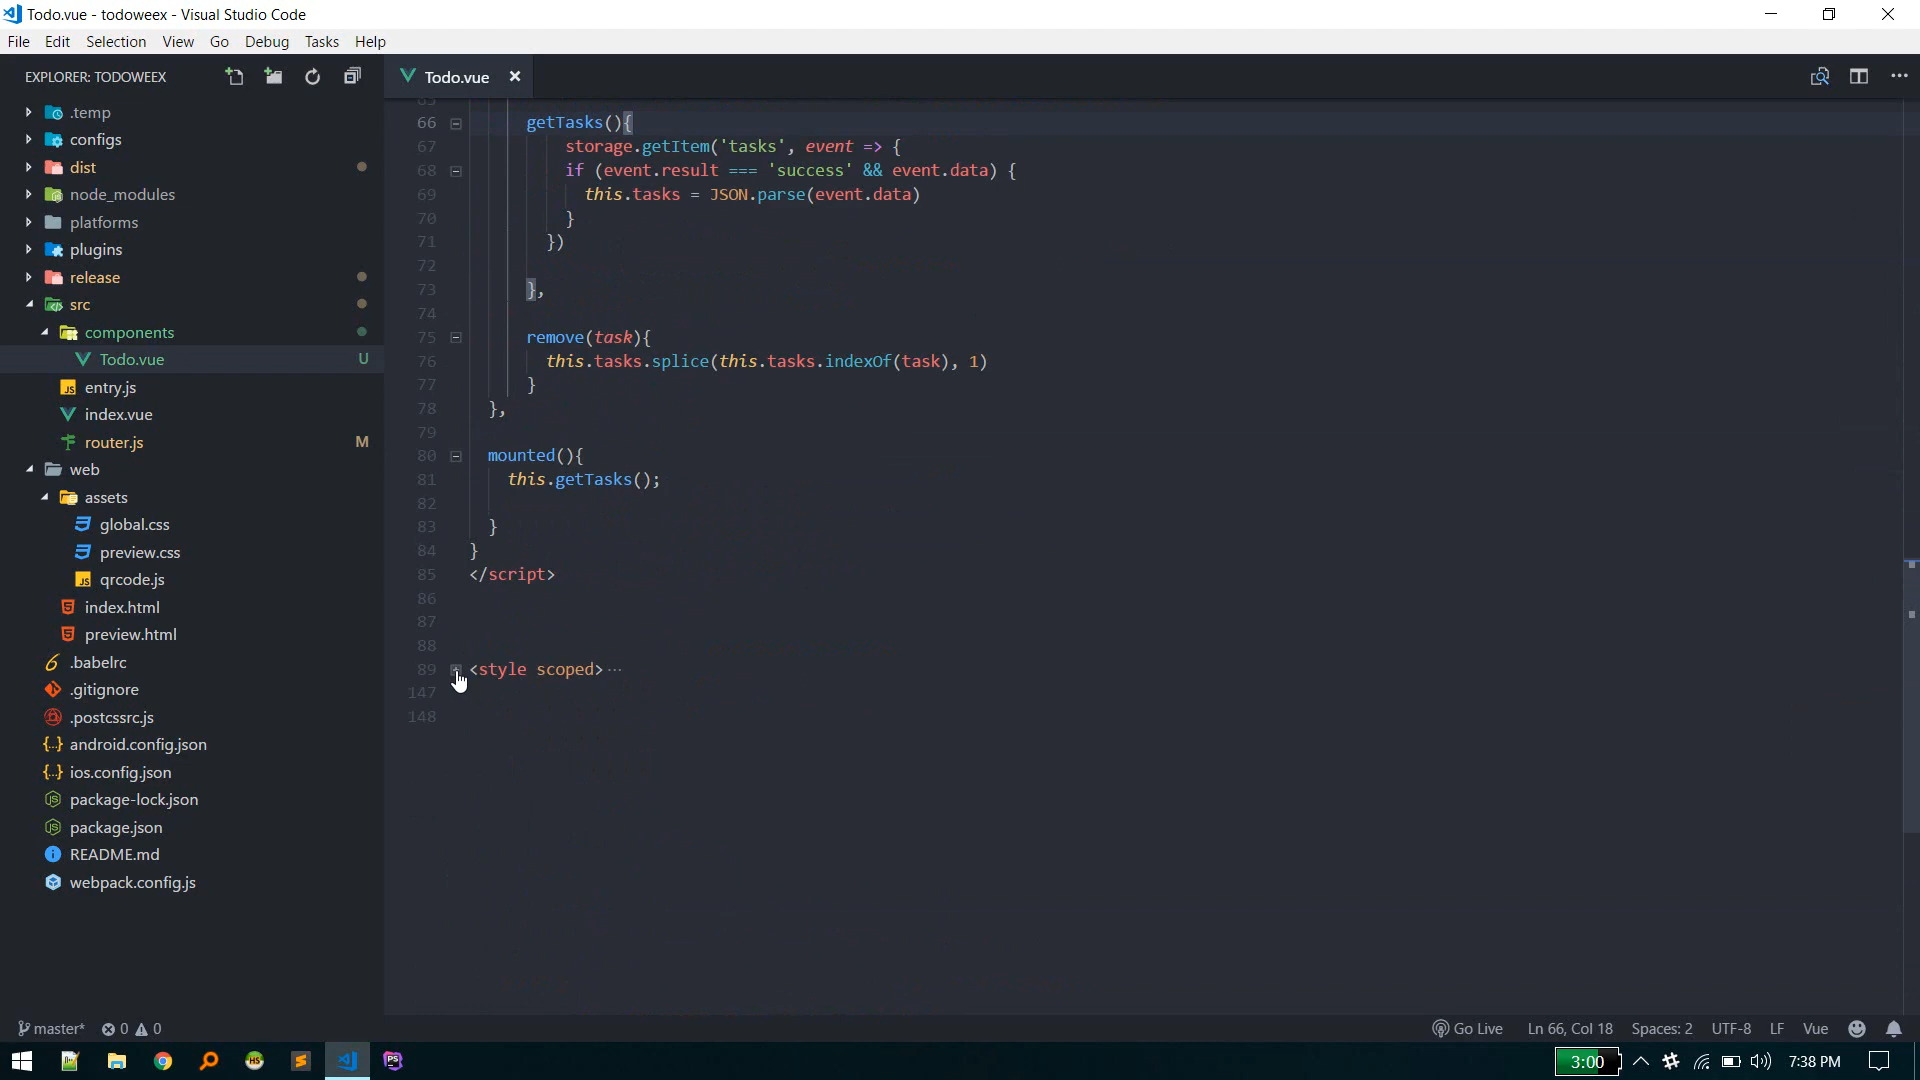 Todo.vue - todoweex - Visual Studio Code
File Edit Selection View Go Debug Tasks Help
EXPLORER: TODOWEEX
Todo.vue
.temp
configs
dist
node_modules
platforms
plugins
release
src
components
Todo.vue U
entry.js
index.vue
router.js M
web
assets
global.css
preview.css
qrcode.js
index.html
preview.html
.babelrc
.gitignore
.postcssrc.js
android.config.json
ios.config.json
package-lock.json
package.json
README.md
webpack.config.js
65
66 getTasks(){
67 storage.getItem('tasks', event => {
68 if (event.result === 'success' && event.data) {
69 this.tasks = JSON.parse(event.data)
70 }
71 })
72
73 },
74
75 remove(task){
76 this.tasks.splice(this.tasks.indexOf(task), 1)
77 }
78 },
79
80 mounted(){
81 this.getTasks();
82
83 }
84 }
85 </script>
86
87
88
89 <style scoped>···
147
148
master* 0 0
Go Live Ln 66, Col 18 Spaces: 2 UTF-8 LF Vue
3:00 7:38 PM